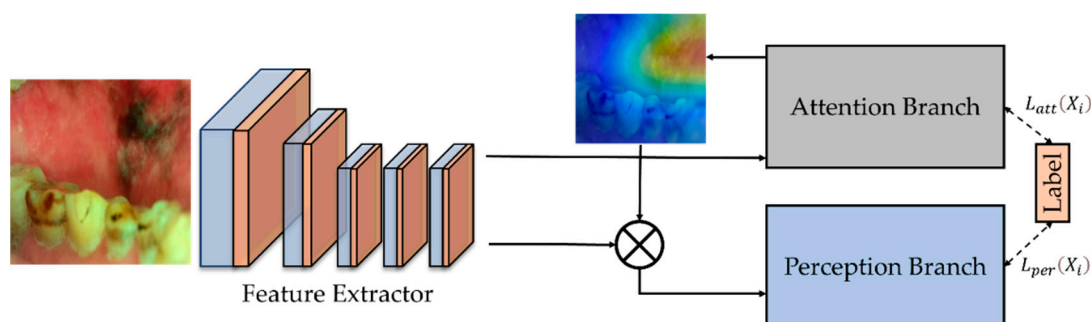 Attention Branch
L_att(X_i)
Label
Perception Branch
L_per(X_i)
Feature Extractor